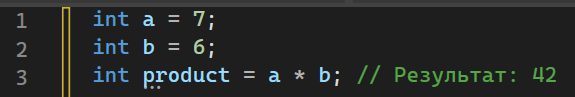 1 int a = 7;
2 int b = 6;
3 int product = a * b; // Результат: 42